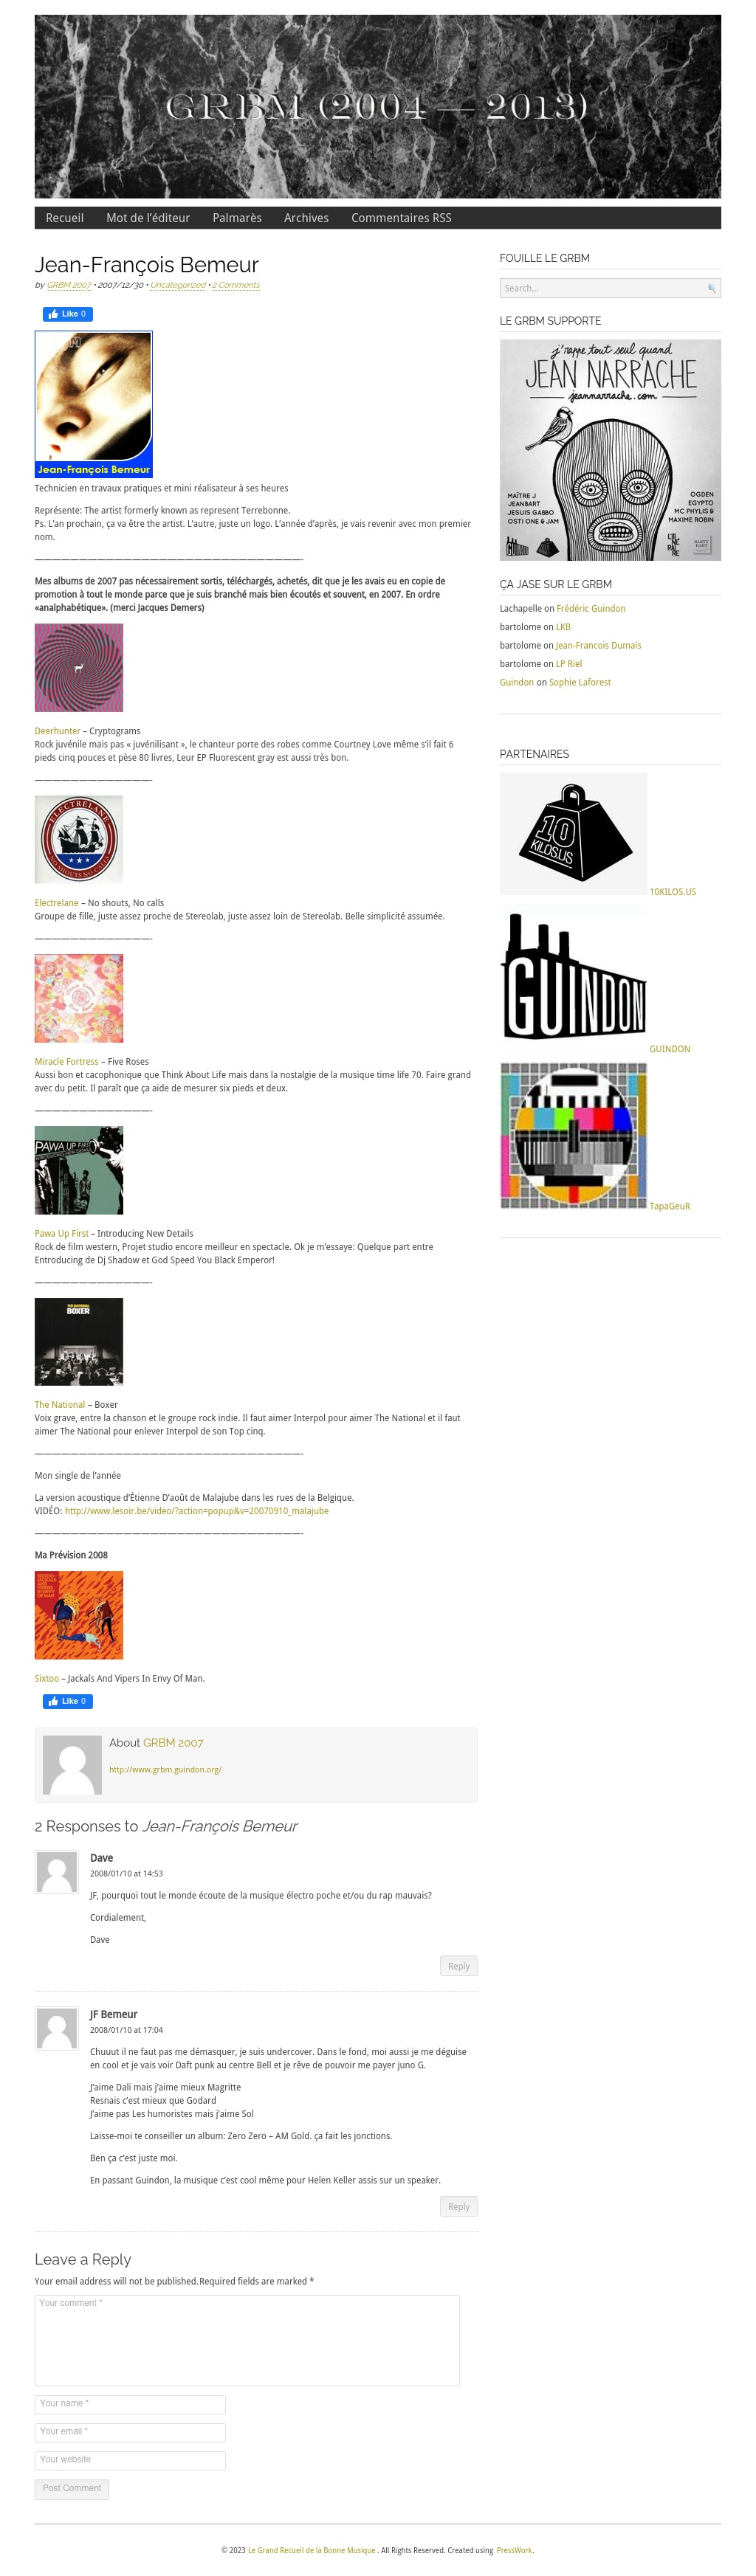 GRBM (2004 — 2013)
Recueil
Mot de l'éditeur
Palmarès
Archives
Commentaires RSS
Jean-François Bemeur
by GRBM 2007 • 2007/12/30 • Uncategorized • 2 Comments
Like 0
Jean-François Bemeur
Technicien en travaux pratiques et mini réalisateur à ses heures
Représente: The artist formerly known as represent Terrebonne.
Ps. L'an prochain, ça va être the artist. L'autre, juste un logo. L'année d'après, je vais revenir avec mon premier
nom.
——————————————————————————————-
Mes albums de 2007 pas nécessairement sortis, téléchargés, achetés, dit que je les avais eu en copie de
promotion à tout le monde parce que je suis branché mais bien écoutés et souvent, en 2007. En ordre
«analphabétique». (merci Jacques Demers)
Deerhunter – Cryptograms
Rock juvénile mais pas « juvénilisant », le chanteur porte des robes comme Courtney Love même s'il fait 6
pieds cinq pouces et pèse 80 livres, Leur EP Fluorescent gray est aussi très bon.
—————————————-
ELECTRELANE
NO SHOUTS, NO CALLS
Electrelane – No shouts, No calls
Groupe de fille, juste assez proche de Stereolab, juste assez loin de Stereolab. Belle simplicité assumée.
—————————————-
Miracle Fortress – Five Roses
Aussi bon et cacophonique que Think About Life mais dans la nostalgie de la musique time life 70. Faire grand
avec du petit. Il paraît que ça aide de mesurer six pieds et deux.
—————————————-
PAWA UP FIRST
Pawa Up First – Introducing New Details
Rock de film western, Projet studio encore meilleur en spectacle. Ok je m'essaye: Quelque part entre
Entroducing de Dj Shadow et God Speed You Black Emperor!
—————————————-
THE NATIONAL
BOXER
The National – Boxer
Voix grave, entre la chanson et le groupe rock indie. Il faut aimer Interpol pour aimer The National et il faut
aimer The National pour enlever Interpol de son Top cinq.
——————————————————————————————-
Mon single de l'année
La version acoustique d'Étienne D'août de Malajube dans les rues de la Belgique.
VIDÉO: http://www.lesoir.be/video/?action=popup&v=20070910_malajube
——————————————————————————————-
Ma Prévision 2008
SIXTOO
JACKALS
AND
VIPERS
IN ENVY
OF MAN
Sixtoo – Jackals And Vipers In Envy Of Man.
Like 0
About GRBM 2007
http://www.grbm.guindon.org/
2 Responses to Jean-François Bemeur
Dave
2008/01/10 at 14:53
JF, pourquoi tout le monde écoute de la musique électro poche et/ou du rap mauvais?
Cordialement,
Dave
Reply
JF Bemeur
2008/01/10 at 17:04
Chuuut il ne faut pas me démasquer, je suis undercover. Dans le fond, moi aussi je me déguise
en cool et je vais voir Daft punk au centre Bell et je rêve de pouvoir me payer juno G.
J'aime Dali mais j'aime mieux Magritte
Resnais c'est mieux que Godard
J'aime pas Les humoristes mais j'aime Sol
Laisse-moi te conseiller un album: Zero Zero – AM Gold. ça fait les jonctions.
Ben ça c'est juste moi.
En passant Guindon, la musique c'est cool même pour Helen Keller assis sur un speaker.
Reply
Leave a Reply
Your email address will not be published.Required fields are marked *
Your comment *
Your name *
Your email *
Your website
Post Comment
FOUILLE LE GRBM
Search...
LE GRBM SUPPORTE
j'rappe tout seul quand
JEAN NARRACHE
jeannarrache.com
MAÎTRE J
JEANBART
JESUIS GABBO
OSTI ONE & JAM
OGDEN
EGYPTO
MC PHYLIS &
MAXIME ROBIN
GUINDON
ÇA JASE SUR LE GRBM
Lachapelle on Frédéric Guindon
bartolome on LKB
bartolome on Jean-Francois Dumais
bartolome on LP Riel
Guindon on Sophie Laforest
PARTENAIRES
10
KILOS.US
10KILOS.US
GUINDON
GUINDON
TapaGeuR
© 2023 Le Grand Recueil de la Bonne Musique . All Rights Reserved. Created using PressWork.